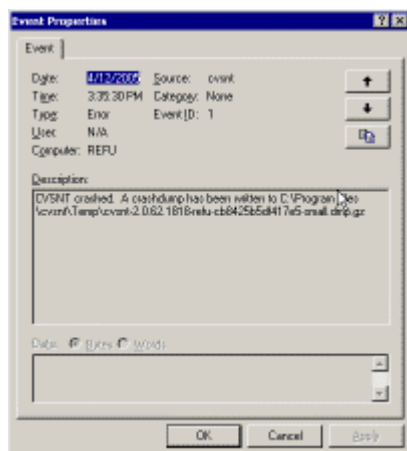 Event Properties
Event
Date: 4/12/2005 Source: cvsnt
Time: 3:35:30 PM Category: None
Type: Error Event ID: 1
User: N/A
Computer: REFU
Description:
CVSNT crashed. A crashdump has been written to C:\Program Files
\cvsnt\Temp\cvsnt-2.0.62.1818-refu-cb8425b5df417e5-small.dmp.gz
Data: Bytes Words
OK Cancel Apply